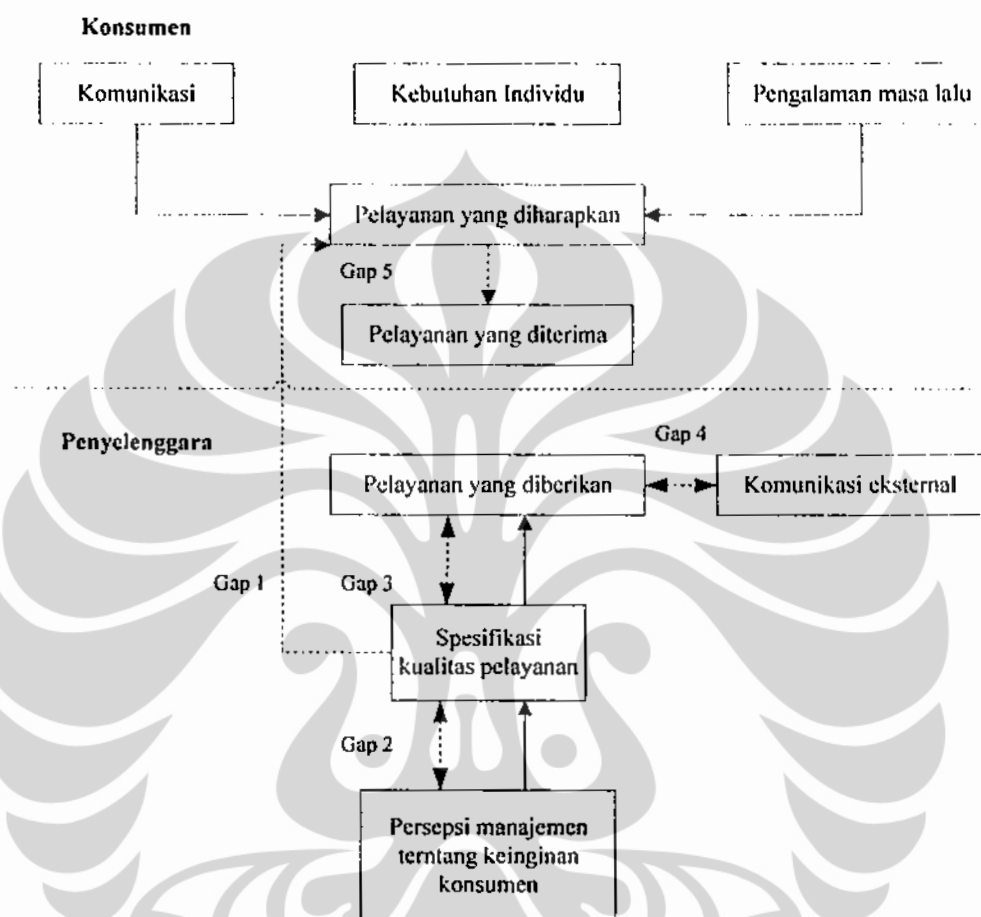 Konsumen
Komunikasi
Kebutuhan Individu
Pengalaman masa lalu
Pelayanan yang diharapkan
Gap 5
Pelayanan yang diterima
Penyelenggara
Gap 4
Pelayanan yang diberikan
Komunikasi eksternal
Gap 1
Gap 3
Spesifikasi
kualitas pelayanan
Gap 2
Persepsi manajemen
terntang keinginan
konsumen